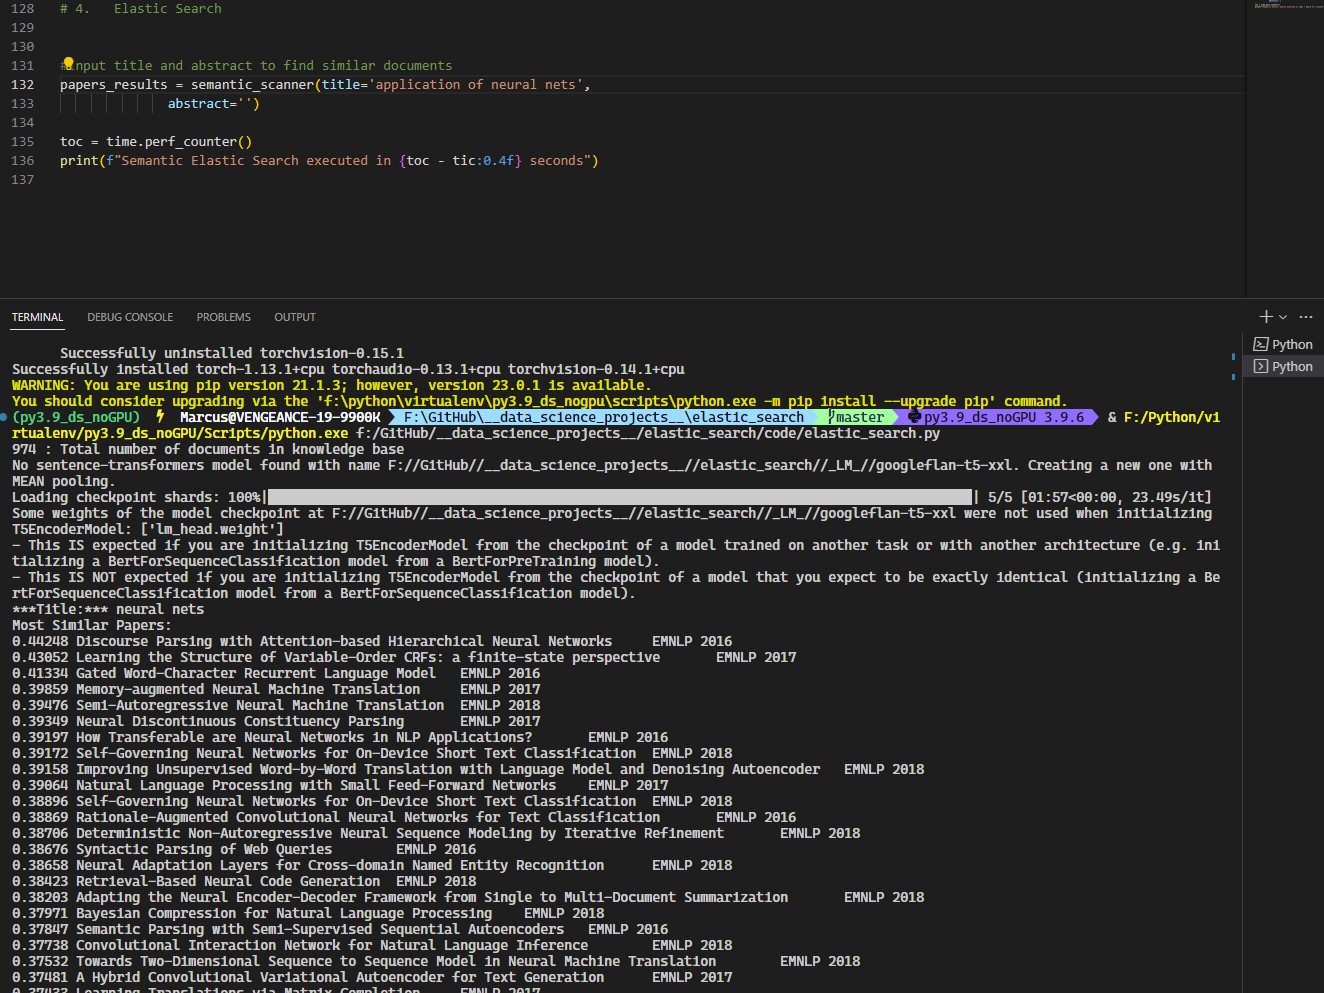 128 # 4.   Elastic Search
129
130
131 #Input title and abstract to find similar documents
132 papers_results = semantic_scanner(title='application of neural nets',
133 abstract='')
134
135 toc = time.perf_counter()
136 print(f"Semantic Elastic Search executed in {toc - tic:0.4f} seconds")
137
TERMINAL DEBUG CONSOLE PROBLEMS OUTPUT
Python
Python
Successfully uninstalled torchvision-0.15.1
Successfully installed torch-1.13.1+cpu torchaudio-0.13.1+cpu torchvision-0.14.1+cpu
WARNING: You are using pip version 21.1.3; however, version 23.0.1 is available.
You should consider upgrading via the 'f:\python\virtualenv\py3.9_ds_nogpu\scripts\python.exe -m pip install --upgrade pip' command.
(py3.9_ds_noGPU) Marcus@VENGEANCE-19-9900K F:\GitHub\__data_science_projects__\elastic_search master py3.9_ds_noGPU 3.9.6 & F:/Python/vi
rtualenv/py3.9_ds_noGPU/Scripts/python.exe f:/GitHub/__data_science_projects__/elastic_search/code/elastic_search.py
974 : Total number of documents in knowledge base
No sentence-transformers model found with name F://GitHub//__data_science_projects__//elastic_search//_LM_//googleflan-t5-xxl. Creating a new one with
MEAN pooling.
Loading checkpoint shards: 100%| | 5/5 [01:57<00:00, 23.49s/it]
Some weights of the model checkpoint at F://GitHub//__data_science_projects__//elastic_search//_LM_//googleflan-t5-xxl were not used when initializing
T5EncoderModel: ['lm_head.weight']
- This IS expected if you are initializing T5EncoderModel from the checkpoint of a model trained on another task or with another architecture (e.g. ini
tializing a BertForSequenceClassification model from a BertForPreTraining model).
- This IS NOT expected if you are initializing T5EncoderModel from the checkpoint of a model that you expect to be exactly identical (initializing a Be
rtForSequenceClassification model from a BertForSequenceClassification model).
***Title:*** neural nets
Most Similar Papers:
0.44248 Discourse Parsing with Attention-based Hierarchical Neural Networks EMNLP 2016
0.43052 Learning the Structure of Variable-Order CRFs: a finite-state perspective EMNLP 2017
0.41334 Gated Word-Character Recurrent Language Model EMNLP 2016
0.39859 Memory-augmented Neural Machine Translation EMNLP 2017
0.39476 Semi-Autoregressive Neural Machine Translation EMNLP 2018
0.39349 Neural Discontinuous Constituency Parsing EMNLP 2017
0.39197 How Transferable are Neural Networks in NLP Applications? EMNLP 2016
0.39172 Self-Governing Neural Networks for On-Device Short Text Classification EMNLP 2018
0.39158 Improving Unsupervised Word-by-Word Translation with Language Model and Denoising Autoencoder EMNLP 2018
0.39064 Natural Language Processing with Small Feed-Forward Networks EMNLP 2017
0.38896 Self-Governing Neural Networks for On-Device Short Text Classification EMNLP 2018
0.38869 Rationale-Augmented Convolutional Neural Networks for Text Classification EMNLP 2016
0.38706 Deterministic Non-Autoregressive Neural Sequence Modeling by Iterative Refinement EMNLP 2018
0.38676 Syntactic Parsing of Web Queries EMNLP 2016
0.38658 Neural Adaptation Layers for Cross-domain Named Entity Recognition EMNLP 2018
0.38423 Retrieval-Based Neural Code Generation EMNLP 2018
0.38203 Adapting the Neural Encoder-Decoder Framework from Single to Multi-Document Summarization EMNLP 2018
0.37971 Bayesian Compression for Natural Language Processing EMNLP 2018
0.37847 Semantic Parsing with Semi-Supervised Sequential Autoencoders EMNLP 2016
0.37738 Convolutional Interaction Network for Natural Language Inference EMNLP 2018
0.37532 Towards Two-Dimensional Sequence to Sequence Model in Neural Machine Translation EMNLP 2018
0.37481 A Hybrid Convolutional Variational Autoencoder for Text Generation EMNLP 2017
0.37433 Learning Translations via Matrix Completion EMNLP 2017